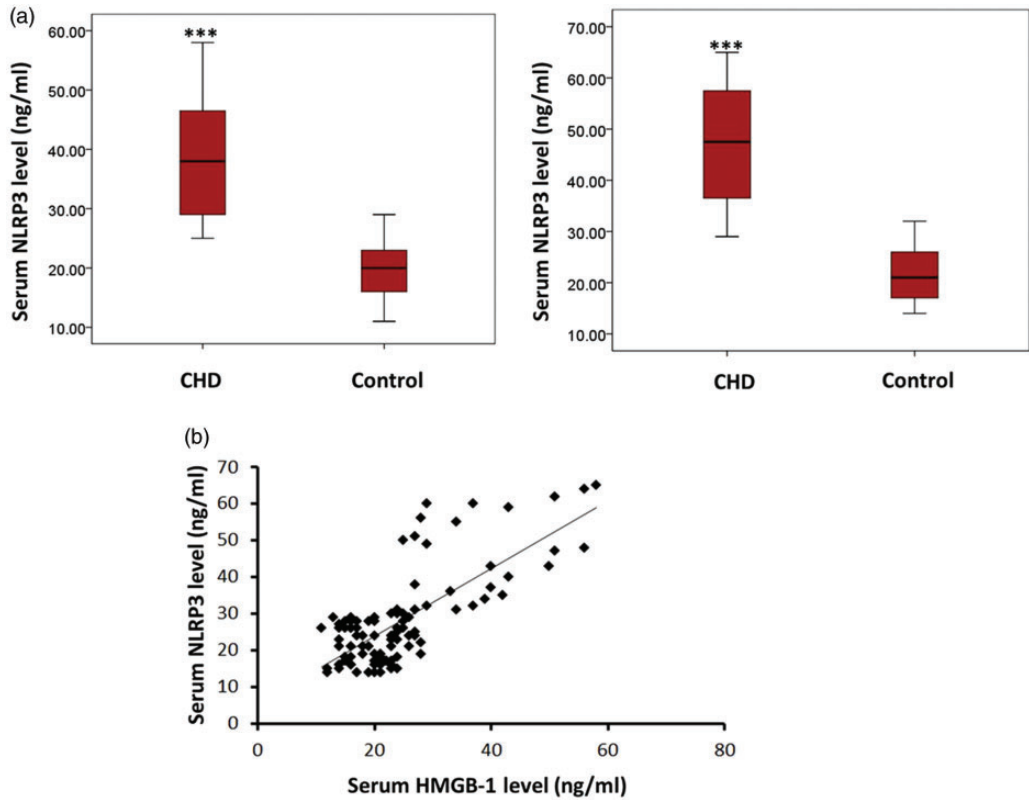 (a)
Serum NLRP3 level (ng/ml)
60.00
50.00
40.00
30.00
20.00
10.00
***
CHD
Control
Serum NLRP3 level (ng/ml)
70.00
60.00
50.00
40.00
30.00
20.00
10.00
***
CHD
Control
(b)
Serum NLRP3 level (ng/ml)
70
60
50
40
30
20
10
0
0
20
40
60
80
Serum HMGB-1 level (ng/ml)